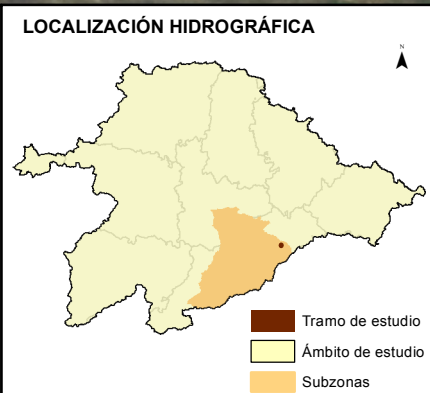 LOCALIZACIÓN HIDROGRÁFICA
N
Tramo de estudio
Ámbito de estudio
Subzonas